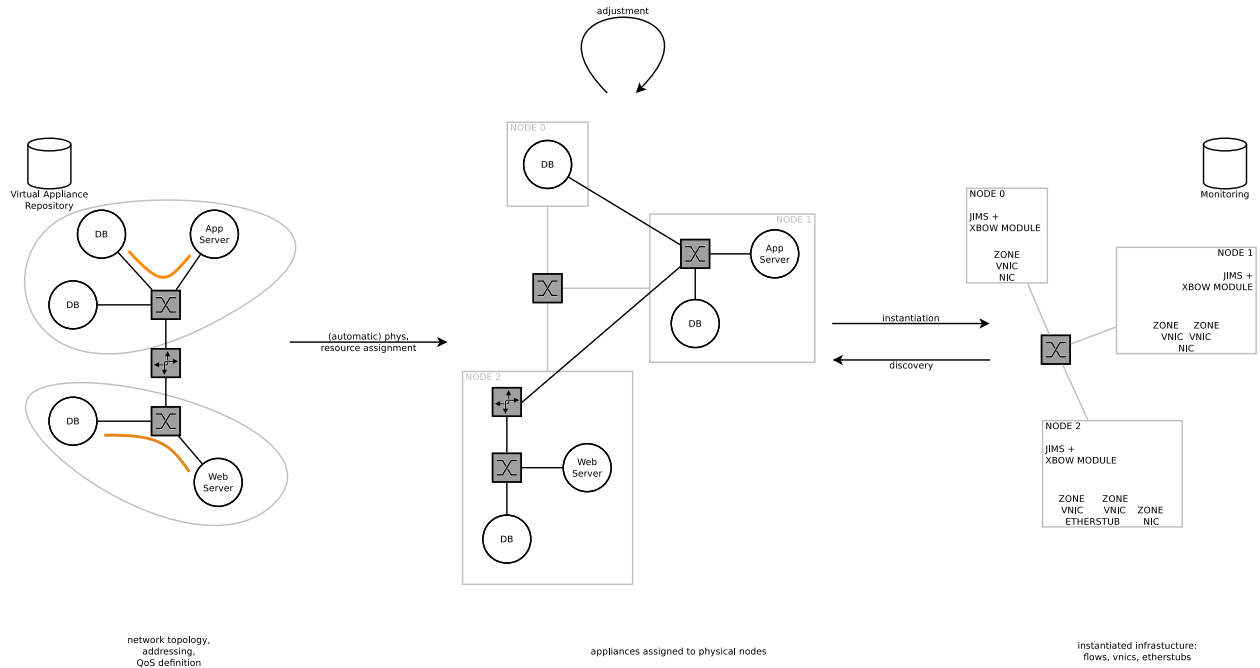 adjustment
Virtual Appliance
Repository
DB
App
Server
DB
DB
Web
Server
network topology,
addressing,
QoS definition
(automatic) phys.
resource assignment
NODE 0
DB
NODE 1
App
Server
DB
NODE 2
Web
Server
DB
appliances assigned to physical nodes
instantiation
discovery
Monitoring
NODE 0
JIMS +
XBOW MODULE
ZONE
VNIC
NIC
NODE 1
JIMS +
XBOW MODULE
ZONE ZONE
VNIC VNIC
NIC
NODE 2
JIMS +
XBOW MODULE
ZONE ZONE
VNIC VNIC ZONE
ETHERSTUB NIC
instantiated infrastucture:
flows, vnics, etherstubs